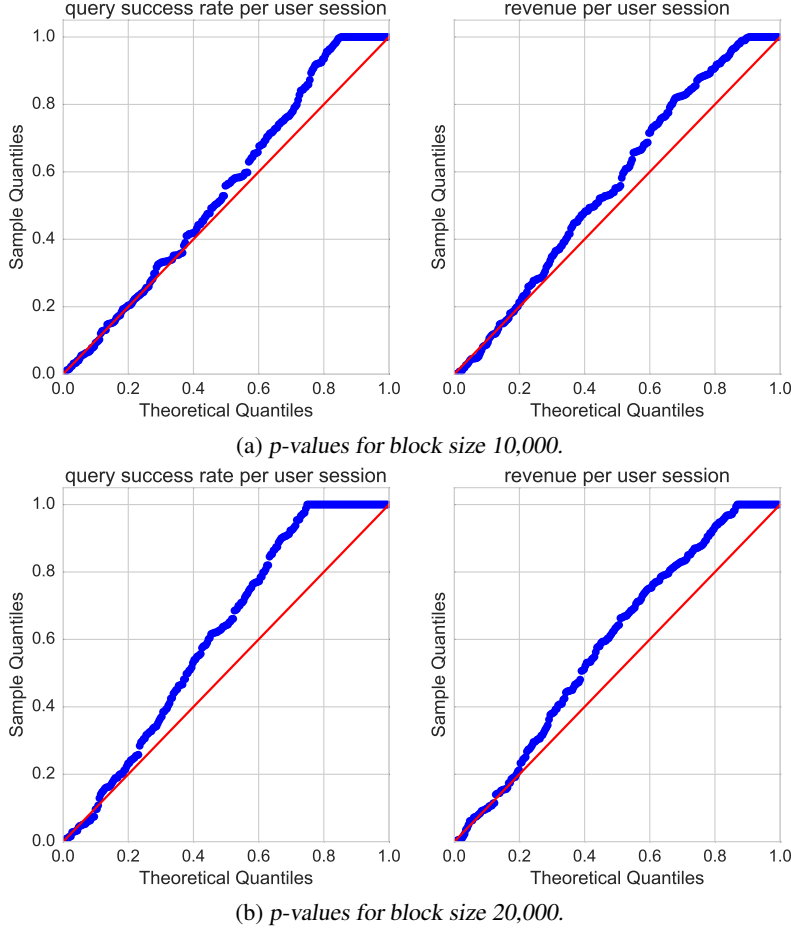 query success rate per user session
revenue per user session
1.0
0.8
0.6
0.4
0.2
0.0
Sample Quantiles
Sample Quantiles
0.0 0.2 0.4 0.6 0.8 1.0
0.0 0.2 0.4 0.6 0.8 1.0
Theoretical Quantiles
Theoretical Quantiles
(a) p-values for block size 10,000.
query success rate per user session
revenue per user session
1.0
0.8
0.6
0.4
0.2
0.0
Sample Quantiles
Sample Quantiles
0.0 0.2 0.4 0.6 0.8 1.0
0.0 0.2 0.4 0.6 0.8 1.0
Theoretical Quantiles
Theoretical Quantiles
(b) p-values for block size 20,000.